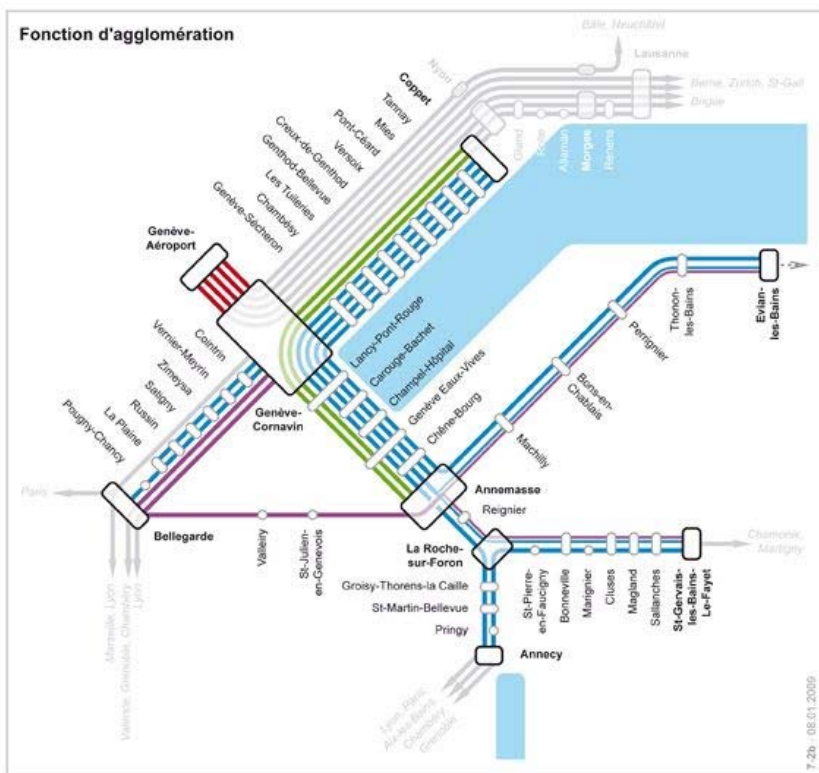 Fonction d'agglomération
Bâle, Neuchâtel
Lausanne
Nyon
Berne, Zurich, St-Gall
Brigue
Coppet
Tannay
Mies
Pont-Céard
Versoix
Creux-de-Genthod
Genthod-Bellevue
Les Tuileries
Chambésy
Genève-Sécheron
Gland
Rolle
Allaman
Morges
Renens
Genève-
Aéroport
Genève-
Cornavin
Cointrin
Vernier-Meyrin
Zimeysa
Satigny
Russin
La Plaine
Pougny-Chancy
Lancy-Pont-Rouge
Carouge-Bachet
Champel-Hôpital
Genève Eaux-Vives
Chêne-Bourg
Thonon-
les-Bains
Evian-
les-Bains
Perrignier
Bons-en-
Chablais
Machilly
Annemasse
Paris
Bellegarde
Valleiry
St-Julien-
en-Genevois
Reignier
La Roche-
sur-Foron
Chamonix,
Martigny
Groisy-Thorens-la Caille
St-Martin-Bellevue
Pringy
Annecy
St-Pierre-
en-Faucigny
Bonneville
Marignier
Cluses
Magland
Sallanches
St-Gervais-
les-Bains-
Le-Fayet
Marseille, Lyon
Valence, Grenoble, Chambéry
Lyon
Lyon, Paris,
Aix-les-Bains
Chambéry,
Grenoble
7-2b - 08.01.2009